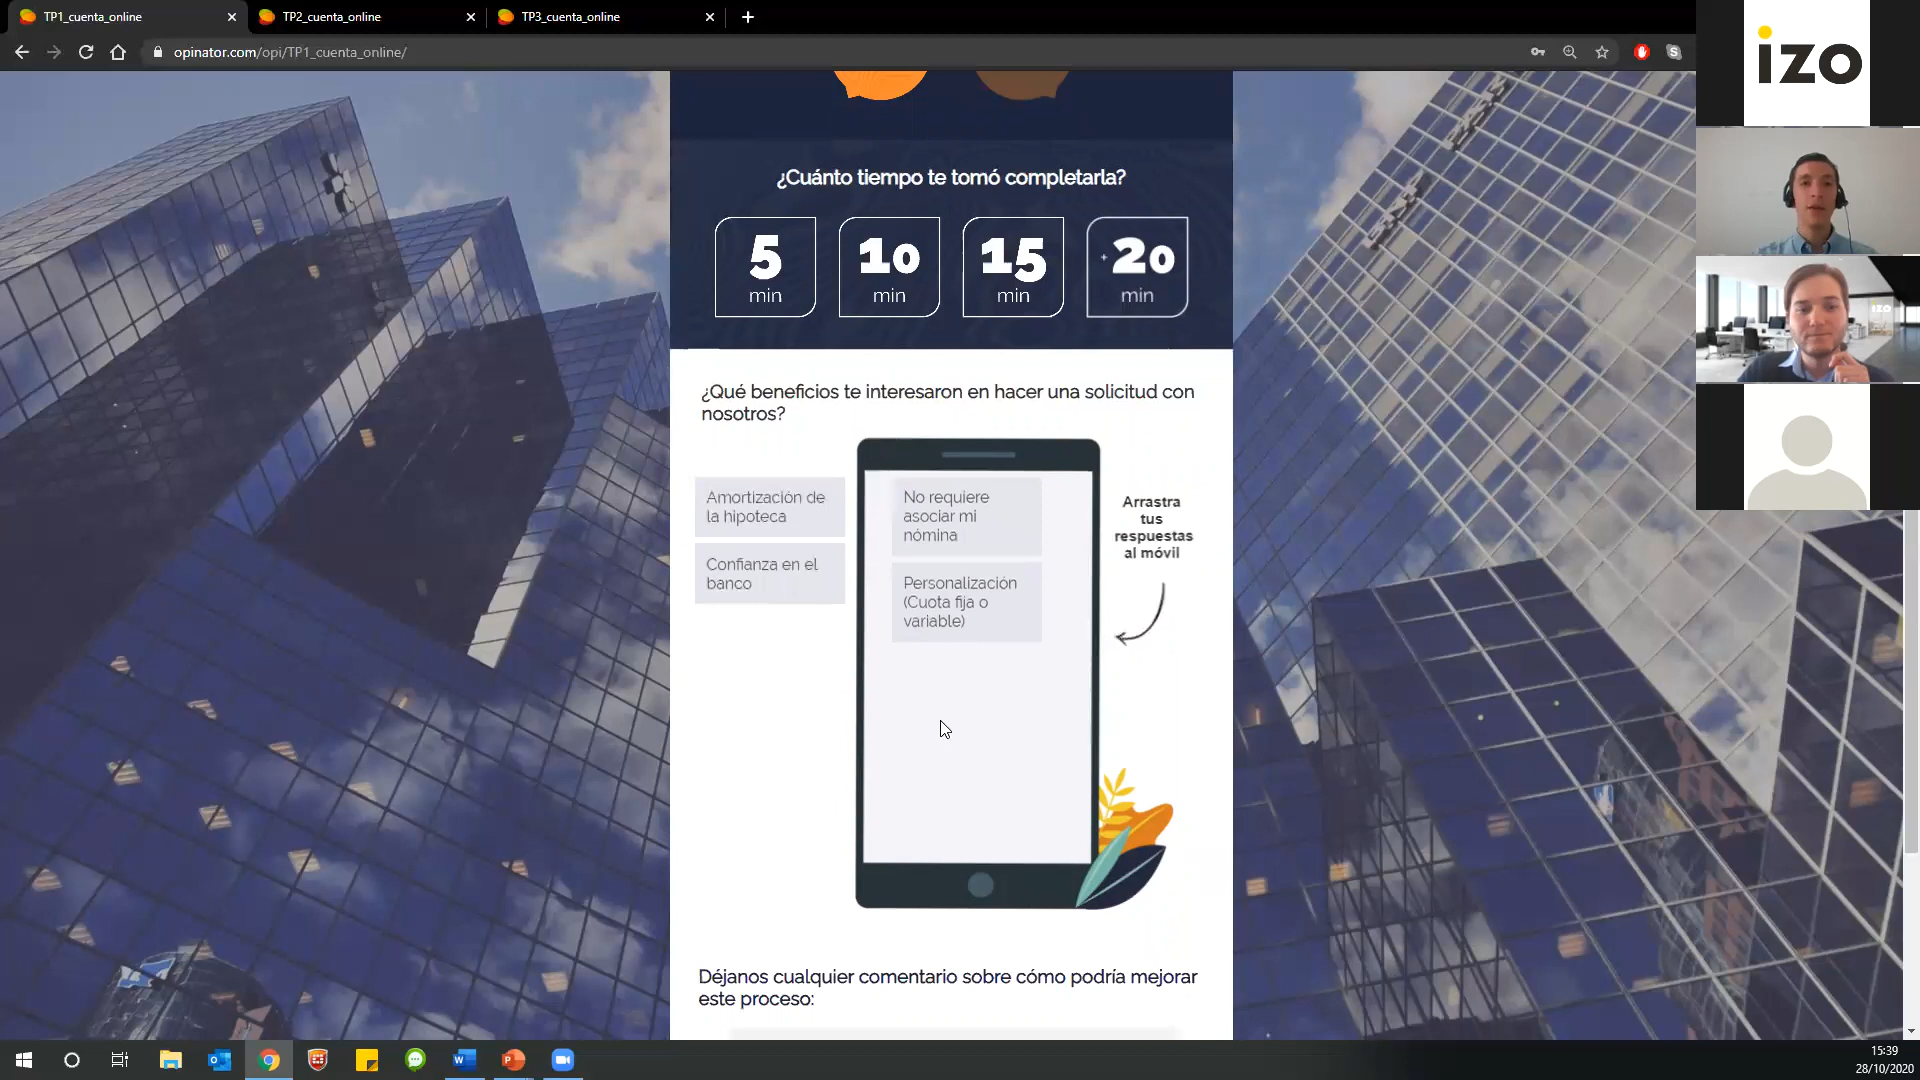 TP1_cuenta_online
TP2_cuenta_online
TP3_cuenta_online
opinator.com/opi/TP1_cuenta_online/
izo
¿Cuánto tiempo te tomó completarla?
5
min
10
min
15
min
+20
min
¿Qué beneficios te interesaron en hacer una solicitud con
nosotros?
Amortización de
la hipoteca
Confianza en el
banco
No requiere
asociar mi
nómina
Personalización
(Cuota fija o
variable)
Arrastra
tus
respuestas
al móvil
Déjanos cualquier comentario sobre cómo podría mejorar
este proceso:
izo
15:39
28/10/2020